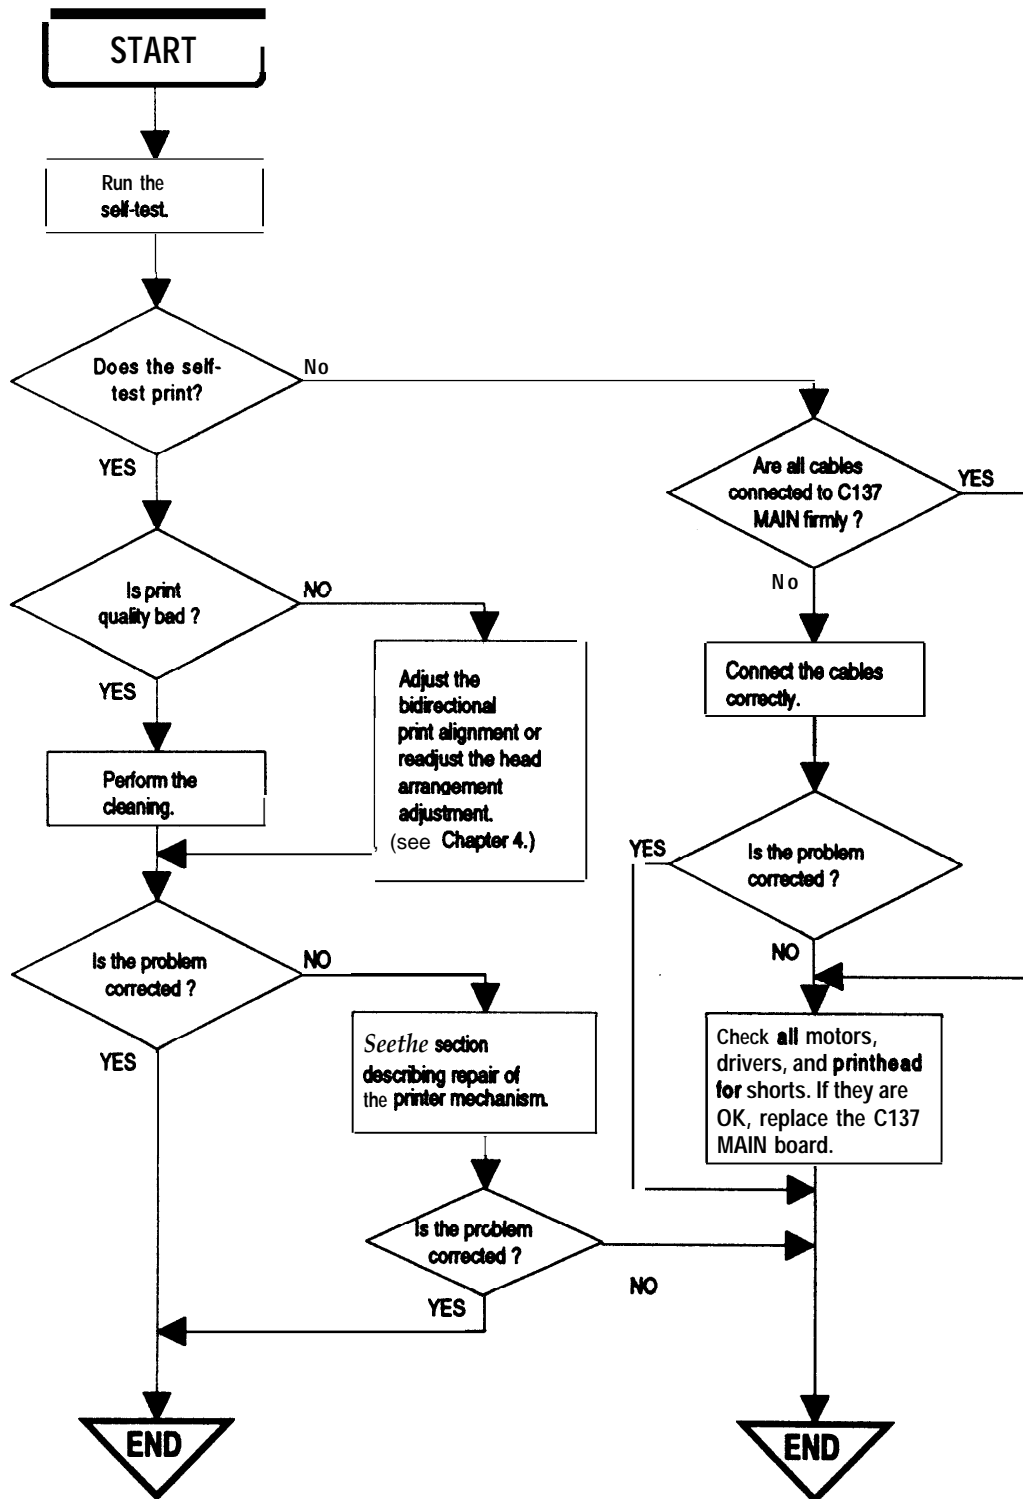 START
Run the
self-test.
Does the self-
test print?
No
YES
Are all cables
connected to C137
MAIN firmly ?
YES
No
Is print
quality bad ?
NO
YES
Adjust the
bidirectional
print alignment or
readjust the head
arrangement
adjustment.
(see Chapter 4.)
Connect the cables
correctly.
Perform the
cleaning.
YES
Is the problem
corrected ?
NO
Is the problem
corrected ?
NO
YES
Seethe section
describing repair of
the printer mechanism.
Check all motors,
drivers, and printhead
for shorts. If they are
OK, replace the C137
MAIN board.
Is the problem
corrected ?
NO
YES
END
END